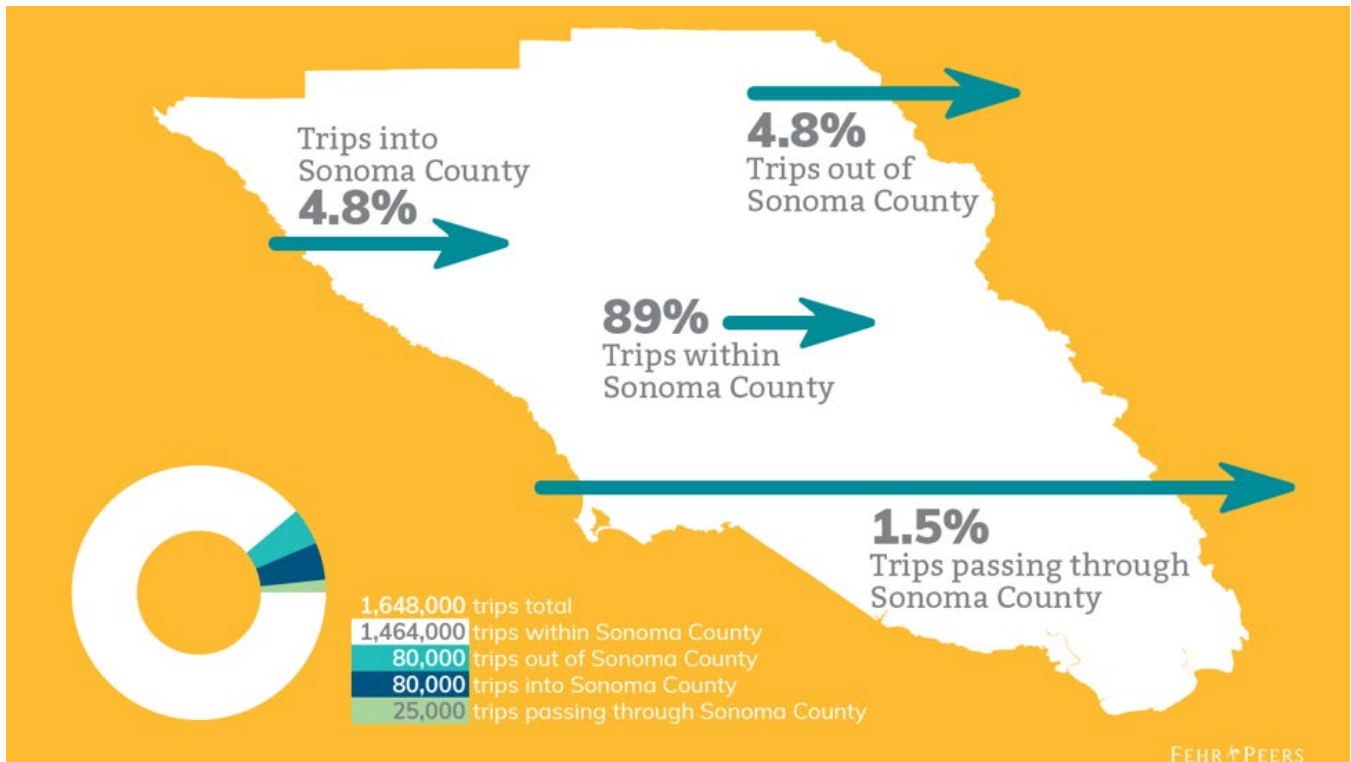 Trips into
Sonoma County
4.8%
4.8%
Trips out of
Sonoma County
89%
Trips within
Sonoma County
1.5%
Trips passing through
Sonoma County
1,648,000 trips total
1,464,000 trips within Sonoma County
80,000 trips out of Sonoma County
80,000 trips into Sonoma County
25,000 trips passing through Sonoma County
FEHR PEERS